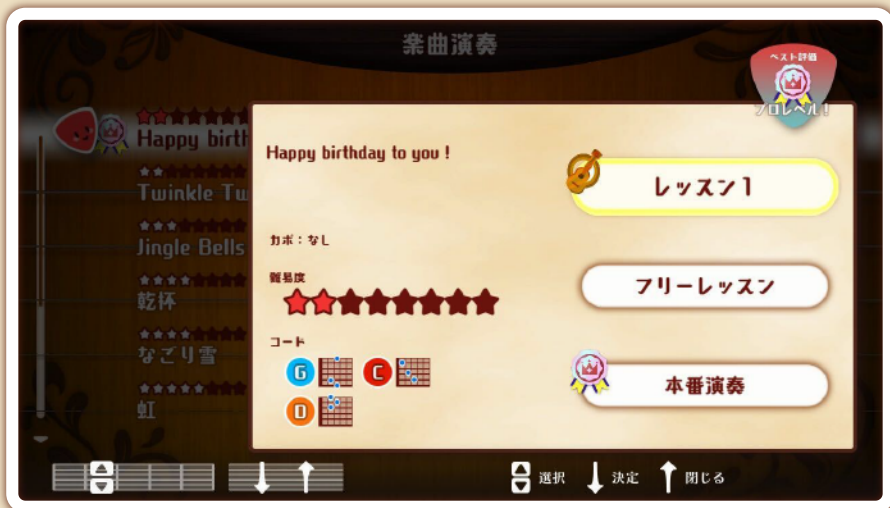 楽曲演奏
ベスト評価
プロレベル！
Happy birth
Twinkle Tw
Jingle Bells
乾杯
なごり雪
虹
Happy birthday to you !
カポ：なし
難易度
コード
G
C
D
レッスン1
フリーレッスン
本番演奏
選択 決定 閉じる